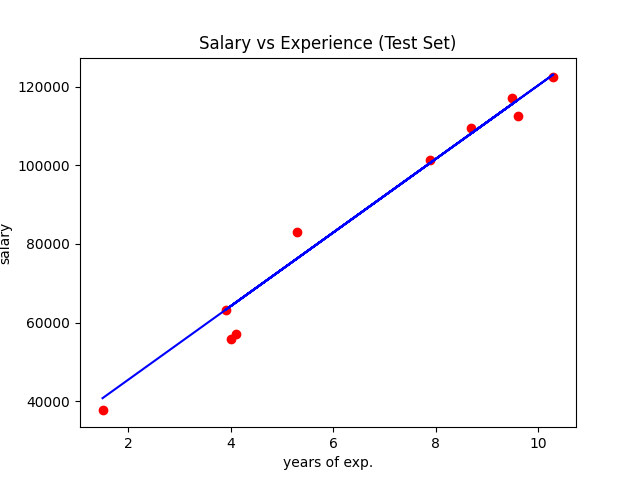 Salary vs Experience (Test Set)
120000
100000
80000
60000
40000
salary
2 4 6 8 10
years of exp.